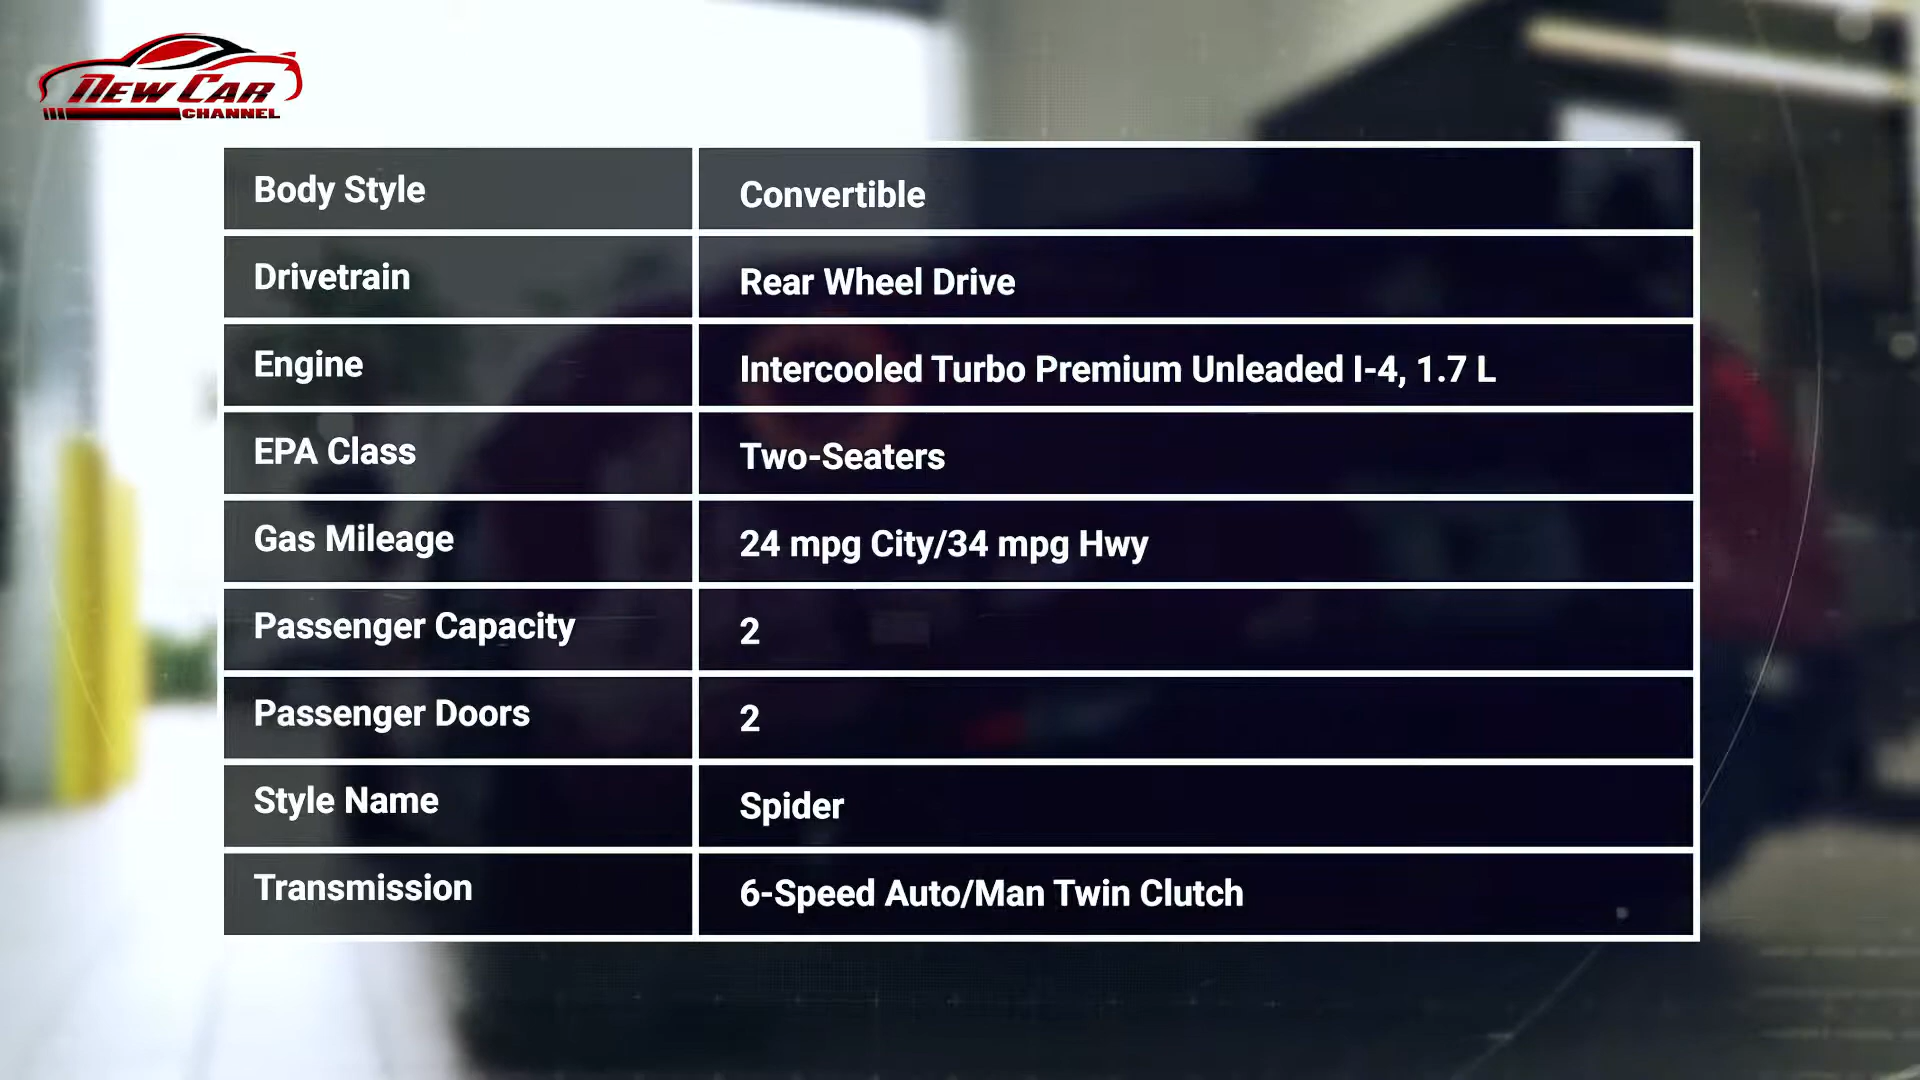 NEW CAR
CHANNEL
Body Style Convertible
Drivetrain Rear Wheel Drive
Engine Intercooled Turbo Premium Unleaded I-4, 1.7 L
EPA Class Two-Seaters
Gas Mileage 24 mpg City/34 mpg Hwy
Passenger Capacity 2
Passenger Doors 2
Style Name Spider
Transmission 6-Speed Auto/Man Twin Clutch